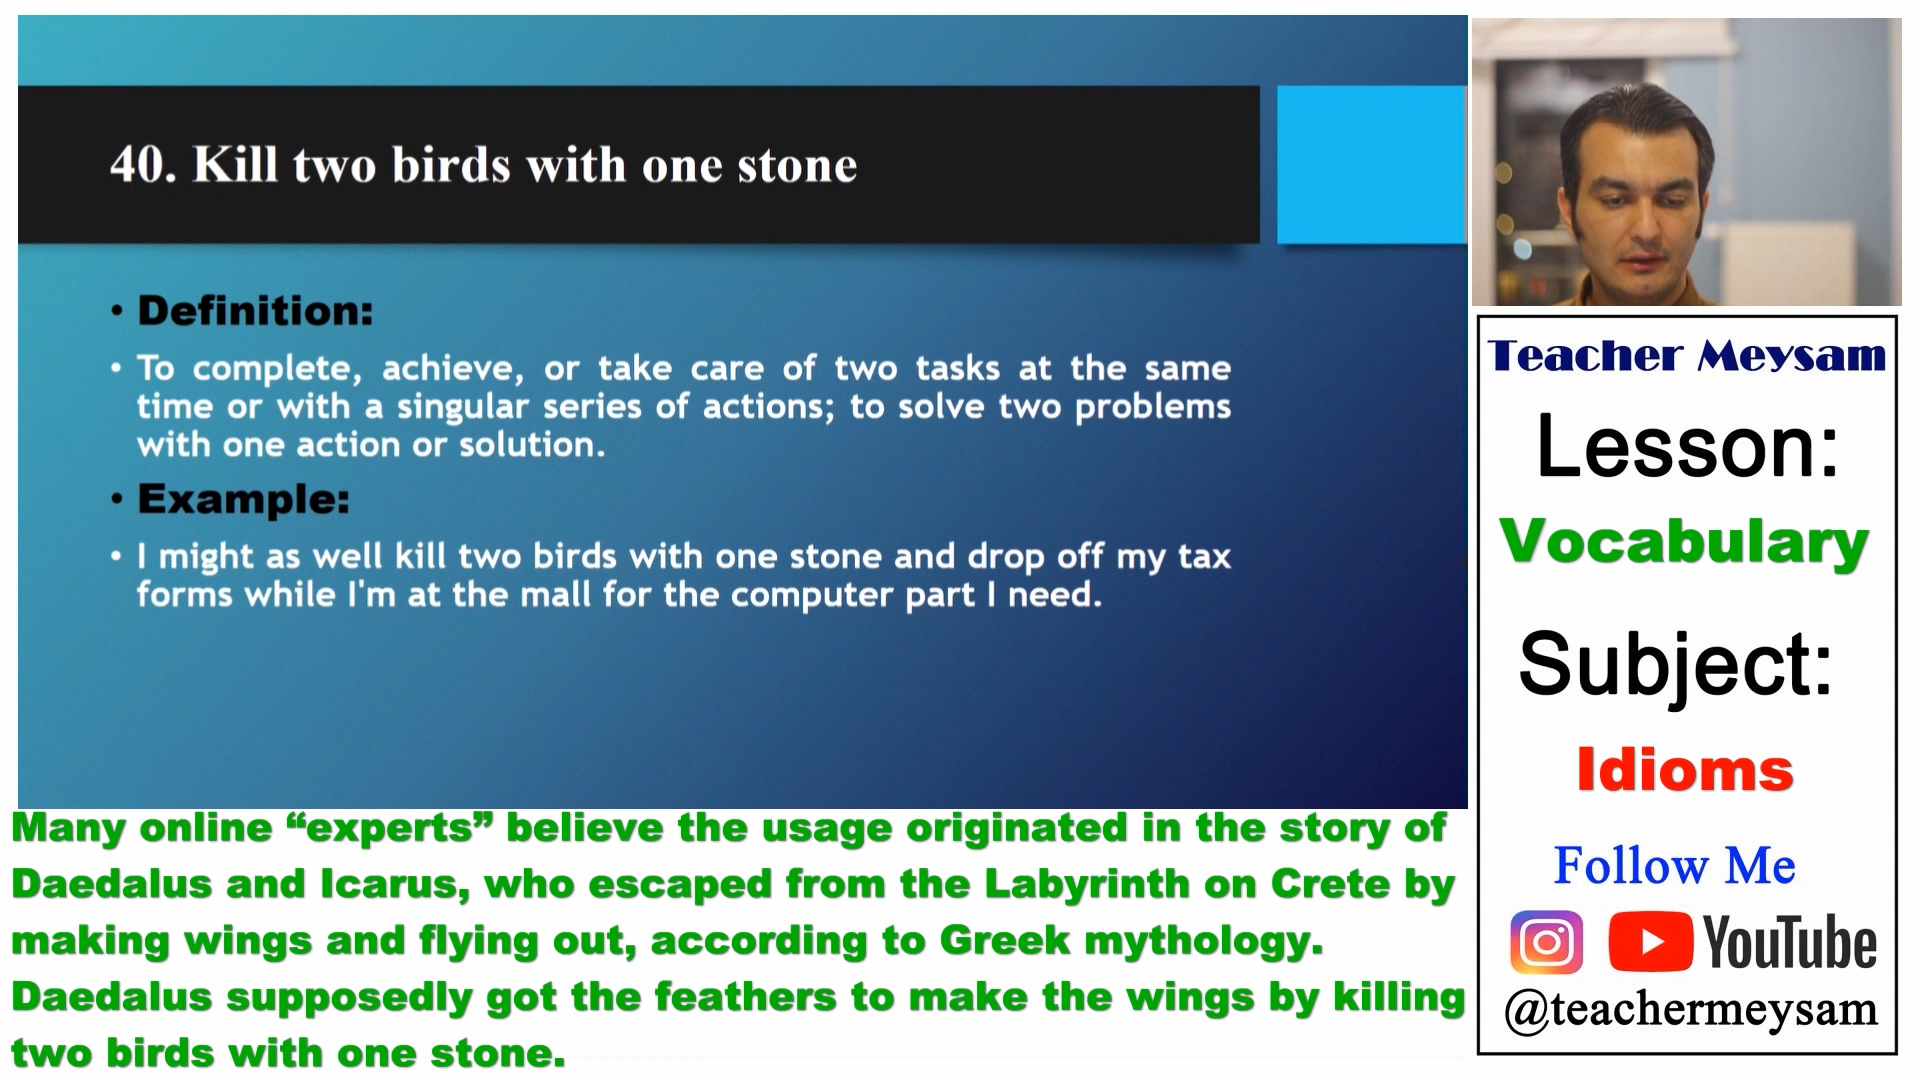 40. Kill two birds with one stone
• Definition:
• To complete, achieve, or take care of two tasks at the same
time or with a singular series of actions; to solve two problems
with one action or solution.
• Example:
• I might as well kill two birds with one stone and drop off my tax
forms while I'm at the mall for the computer part I need.
Many online “experts” believe the usage originated in the story of
Daedalus and Icarus, who escaped from the Labyrinth on Crete by
making wings and flying out, according to Greek mythology.
Daedalus supposedly got the feathers to make the wings by killing
two birds with one stone.
Teacher Meysam
Lesson:
Vocabulary
Subject:
Idioms
Follow Me
YouTube
@teachermeysam